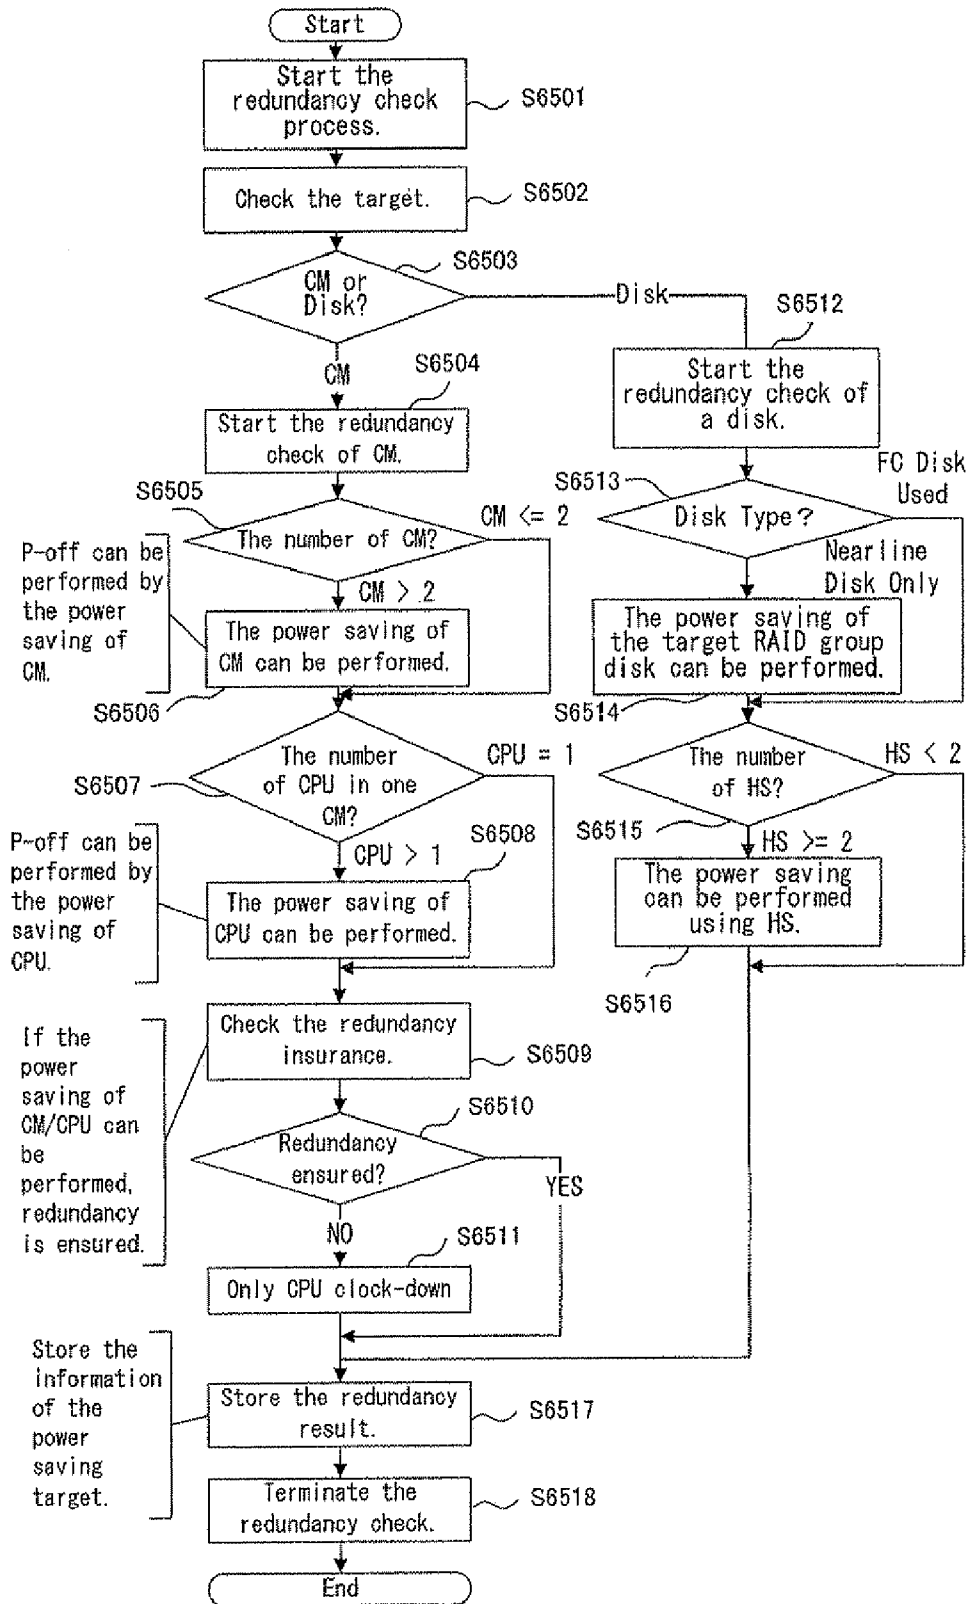 Start
Start the
redundancy check
process.
S6501
Check the target.
S6502
S6503
CM or
Disk?
Disk
S6512
CM
S6504
Start the redundancy
check of CM.
Start the
redundancy check of
a disk.
S6505
The number of CM?
CM <= 2
S6513
Disk Type?
FC Disk
Used
P-off can be
performed by
the power
saving of
CM.
CM > 2
The power saving of
CM can be performed.
S6506
Nearline
Disk Only
The power saving of
the target RAID group
disk can be performed.
S6514
S6507
The number
of CPU in one
CM?
CPU = 1
The number
of HS?
HS < 2
S6515
P-off can be
performed by
the power
saving of
CPU.
CPU > 1
S6508
The power saving of
CPU can be performed.
HS >= 2
The power saving
can be performed
using HS.
S6516
If the
power
saving of
CM/CPU can
be
performed,
redundancy
is ensured.
Check the redundancy
insurance.
S6509
S6510
Redundancy
ensured?
YES
NO
S6511
Only CPU clock-down
Store the
information
of the
power
saving
target.
Store the redundancy
result.
S6517
Terminate the
redundancy check.
S6518
End